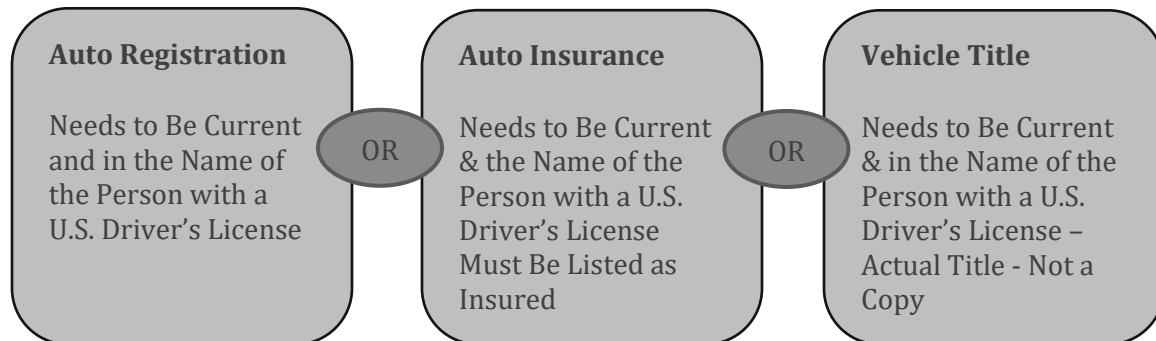 Auto Registration
Needs to Be Current
and in the Name of
the Person with a
U.S. Driver’s License
OR
Auto Insurance
Needs to Be Current
& the Name of the
Person with a U.S.
Driver’s License
Must Be Listed as
Insured
OR
Vehicle Title
Needs to Be Current
& in the Name of the
Person with a U.S.
Driver’s License –
Actual Title - Not a
Copy